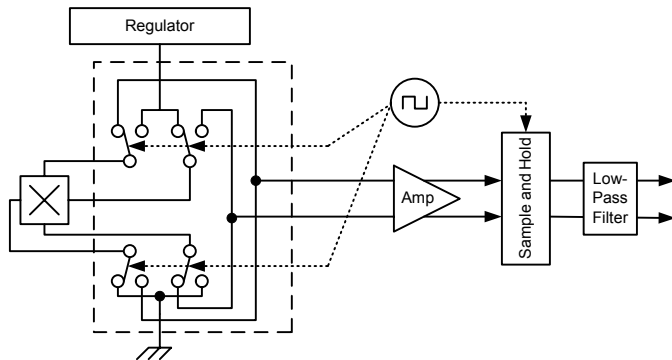 Regulator
Amp
Sample and Hold
Low-
Pass
Filter